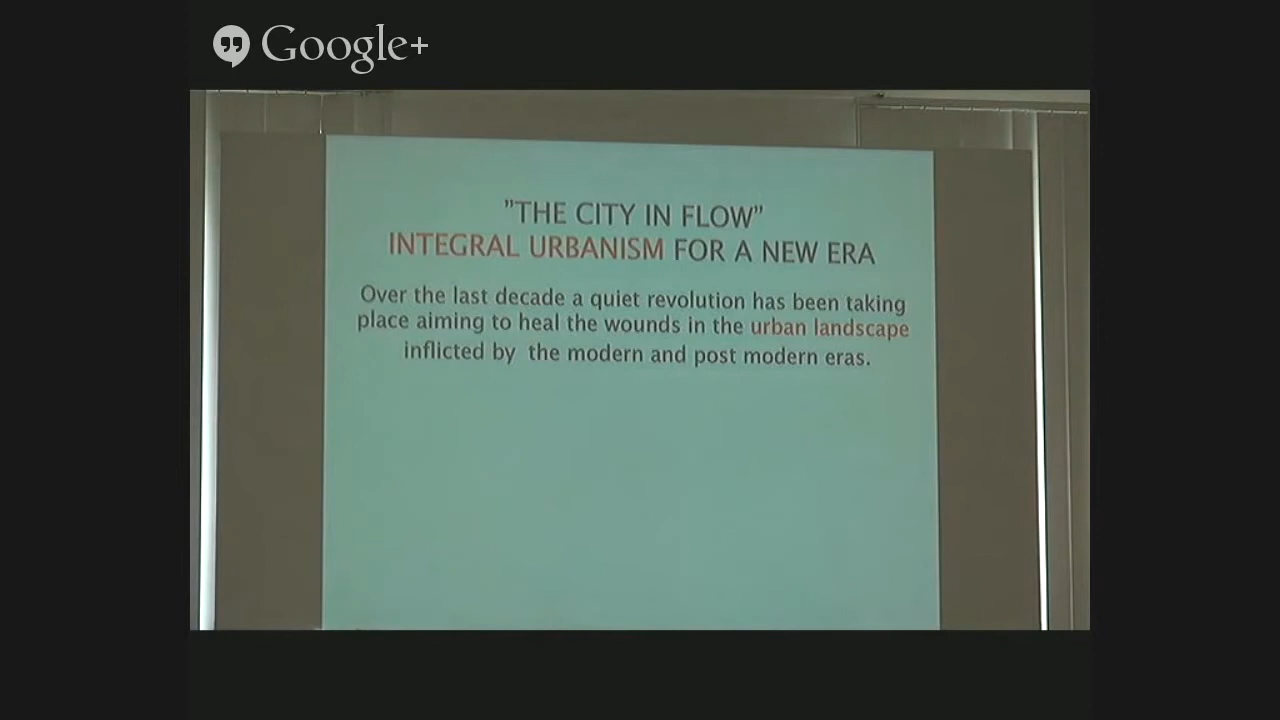 Google+
”THE CITY IN FLOW”
INTEGRAL URBANISM FOR A NEW ERA
Over the last decade a quiet revolution has been taking
place aiming to heal the wounds in the urban landscape
inflicted by the modern and post modern eras.